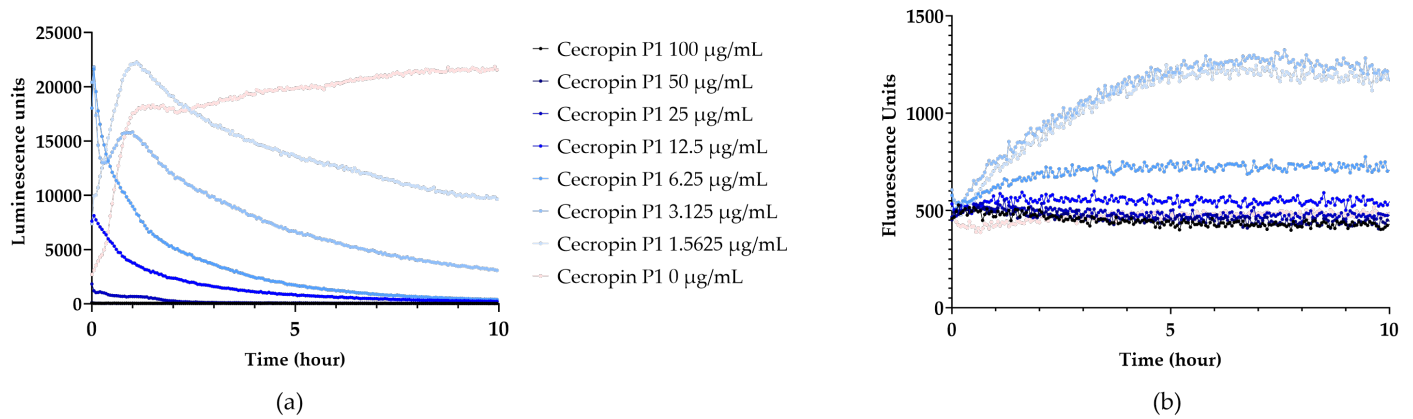 25000
20000
15000
10000
5000
0
Luminescence units
0
5
10
Time (hour)
(a)
Cecropin P1 100 μg/mL
Cecropin P1 50 μg/mL
Cecropin P1 25 μg/mL
Cecropin P1 12.5 μg/mL
Cecropin P1 6.25 μg/mL
Cecropin P1 3.125 μg/mL
Cecropin P1 1.5625 μg/mL
Cecropin P1 0 μg/mL
1500
1000
500
0
Fluorescence Units
0
5
10
Time (hour)
(b)